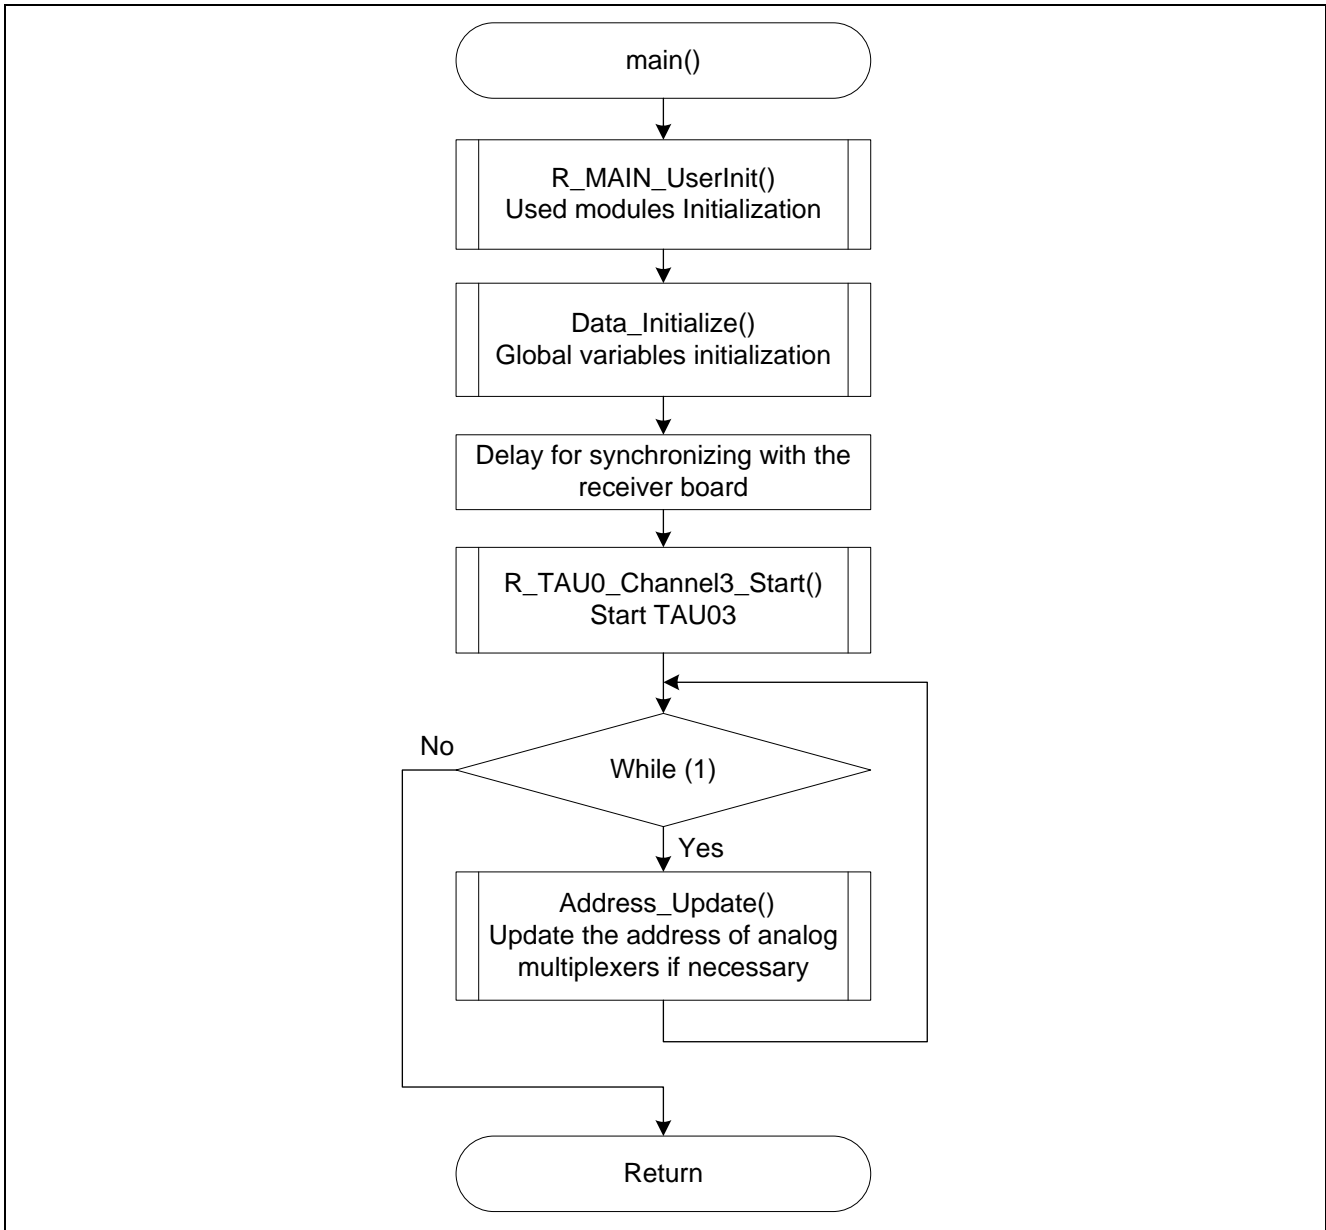 main()
R_MAIN_UserInit()
Used modules Initialization
Data_Initialize()
Global variables initialization
Delay for synchronizing with the
receiver board
R_TAU0_Channel3_Start()
Start TAU03
No
While (1)
Yes
Address_Update()
Update the address of analog
multiplexers if necessary
Return